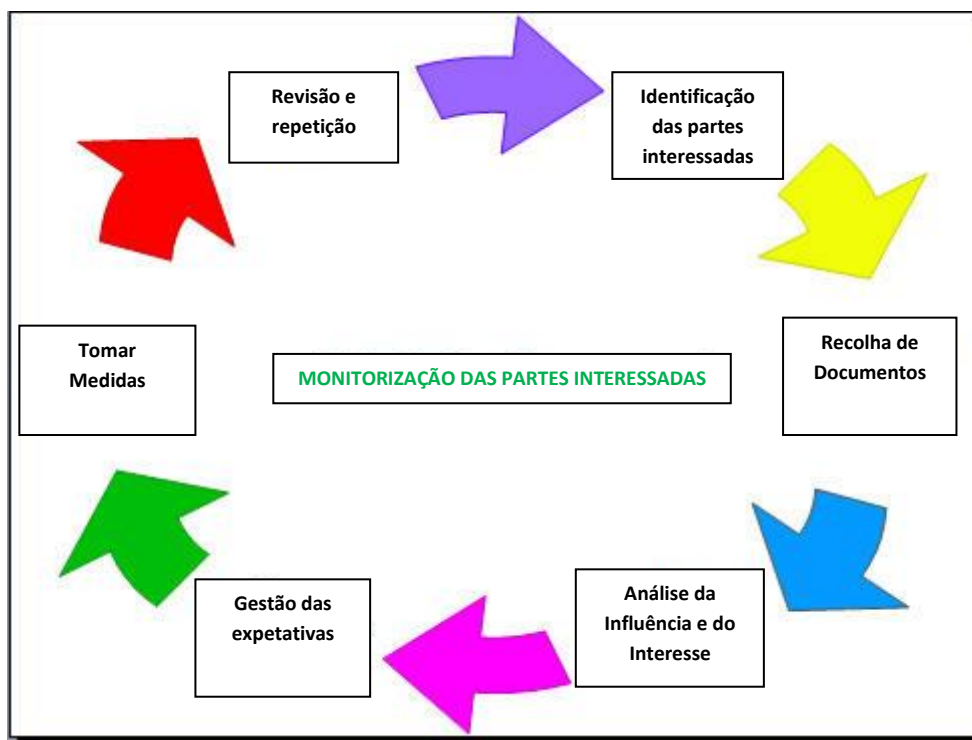 Revisão e
repetição
Identificação
das partes
interessadas
Tomar
Medidas
MONITORIZAÇÃO DAS PARTES INTERESSADAS
Recolha de
Documentos
Gestão das
expetativas
Análise da
Influência e do
Interesse